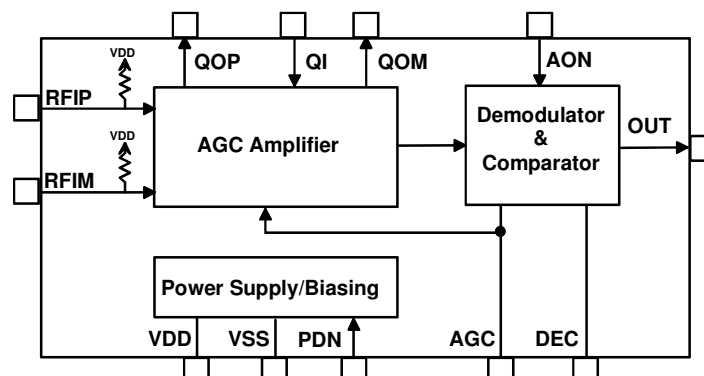 QOP
QI
QOM
AON
VDD
RFIP
AGC Amplifier
Demodulator
&
Comparator
OUT
VDD
RFIM
Power Supply/Biasing
VDD
VSS
PDN
AGC
DEC